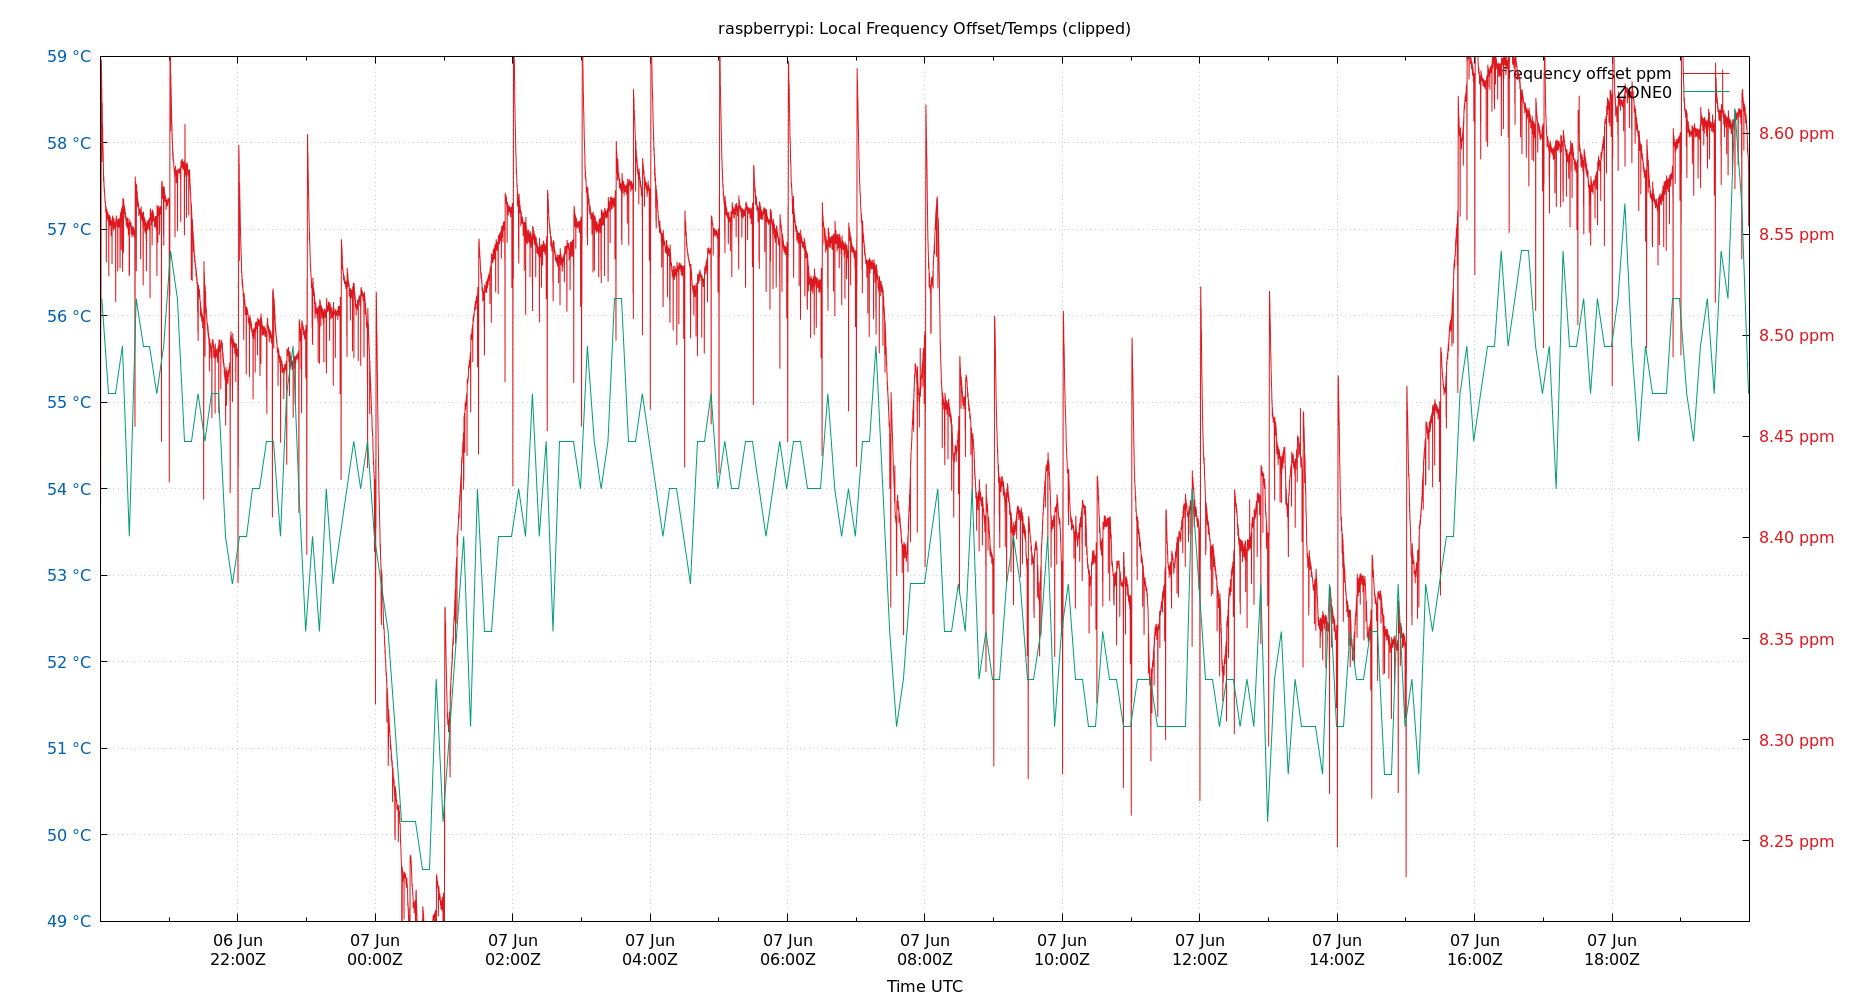 raspberrypi: Local Frequency Offset/Temps (clipped)
59 °C
58 °C
57 °C
56 °C
55 °C
54 °C
53 °C
52 °C
51 °C
50 °C
49 °C
frequency offset ppm
ZONE0
8.60 ppm
8.55 ppm
8.50 ppm
8.45 ppm
8.40 ppm
8.35 ppm
8.30 ppm
8.25 ppm
06 Jun
22:00Z
07 Jun
00:00Z
07 Jun
02:00Z
07 Jun
04:00Z
07 Jun
06:00Z
07 Jun
08:00Z
07 Jun
10:00Z
07 Jun
12:00Z
07 Jun
14:00Z
07 Jun
16:00Z
07 Jun
18:00Z
Time UTC